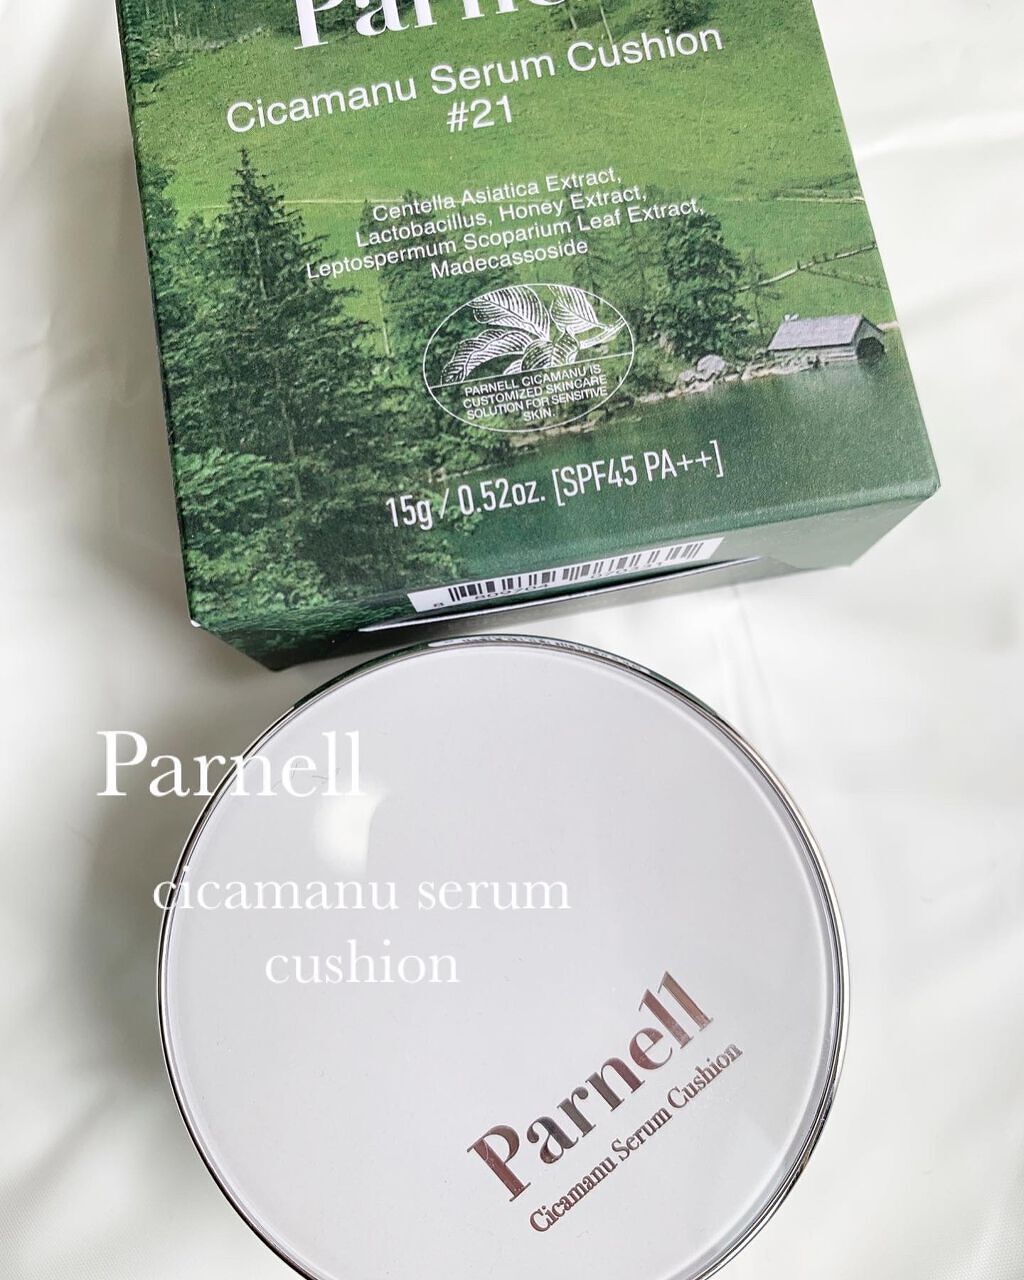 Parnell
Cicamanu Serum Cushion
#21
Centella Asiatica Extract,
Lactobacillus, Honey Extract,
Leptospermum Scoparium Leaf Extract,
Madecassoside
PARNELL CICAMANU IS
CUSTOMIZED SKINCARE
SOLUTION FOR SENSITIVE
SKIN.
15g / 0.52oz. [SPF45 PA++]
8 809704
Parnell
cicamanu serum
cushion
Parnell
Cicamanu Serum Cushion